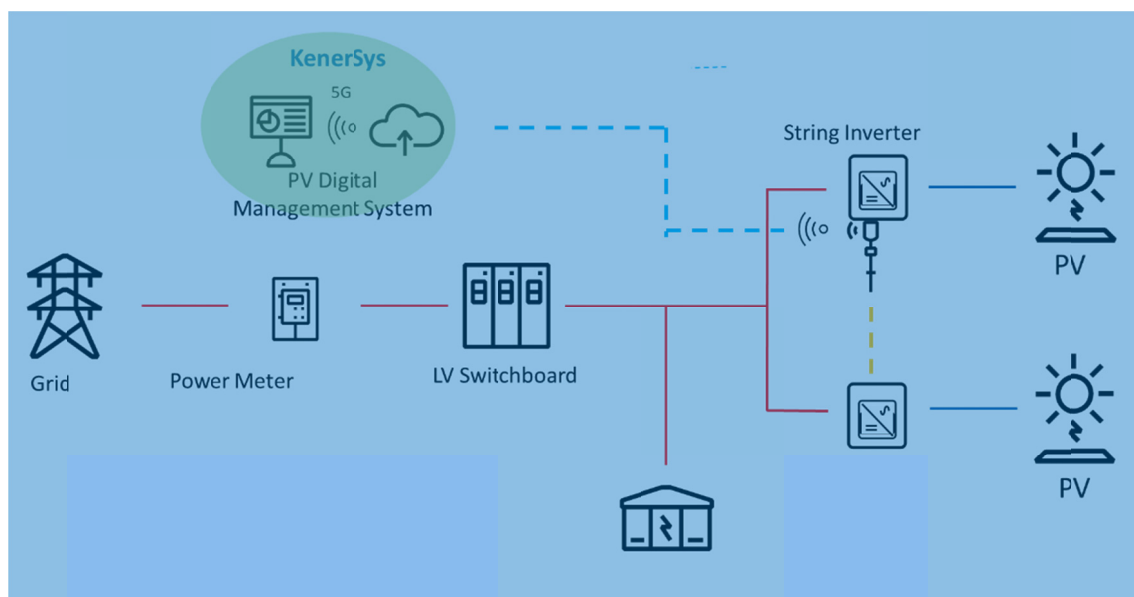 KenerSys
5G
PV Digital
Management System
String Inverter
PV
Grid
Power Meter
LV Switchboard
PV